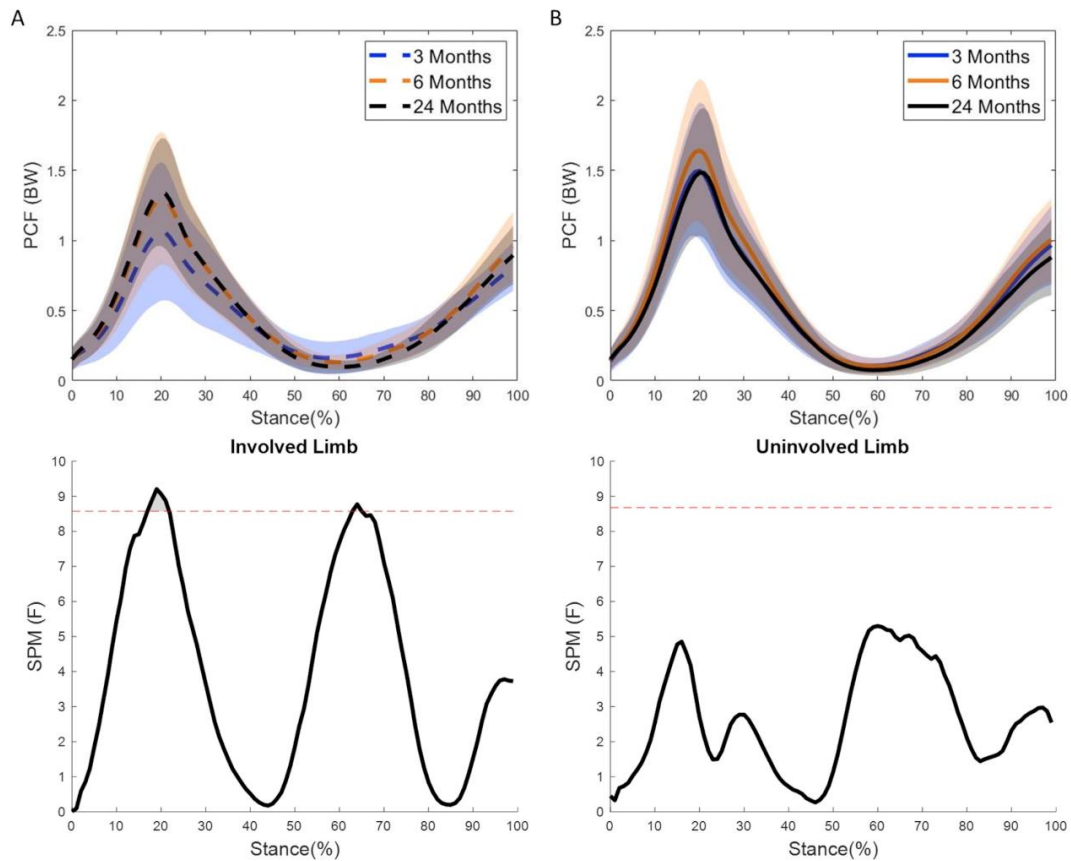 A
PCF (BW)
2.5
2
1.5
1
0.5
0
3 Months
6 Months
24 Months
0 10 20 30 40 50 60 70 80 90 100
Stance(%)
B
PCF (BW)
2.5
2
1.5
1
0.5
0
3 Months
6 Months
24 Months
0 10 20 30 40 50 60 70 80 90 100
Stance(%)
Involved Limb
SPM (F)
10
9
8
7
6
5
4
3
2
1
0
0 10 20 30 40 50 60 70 80 90 100
Stance(%)
Uninvolved Limb
SPM (F)
10
9
8
7
6
5
4
3
2
1
0
0 10 20 30 40 50 60 70 80 90 100
Stance(%)